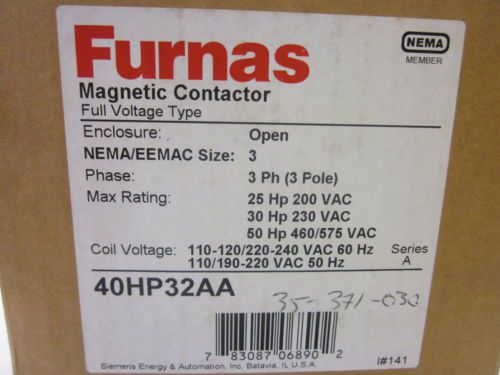 Furnas
NEMA
MEMBER
Magnetic Contactor
Full Voltage Type
Enclosure: Open
NEMA/EEMAC Size: 3
Phase: 3 Ph (3 Pole)
Max Rating: 25 Hp 200 VAC
30 Hp 230 VAC
50 Hp 460/575 VAC
Coil Voltage: 110-120/220-240 VAC 60 Hz Series
110/190-220 VAC 50 Hz A
40HP32AA
35-371-030
7 83087 06890 2
I#141
Siemens Energy & Automation, Inc. Batavia, IL U.S.A.